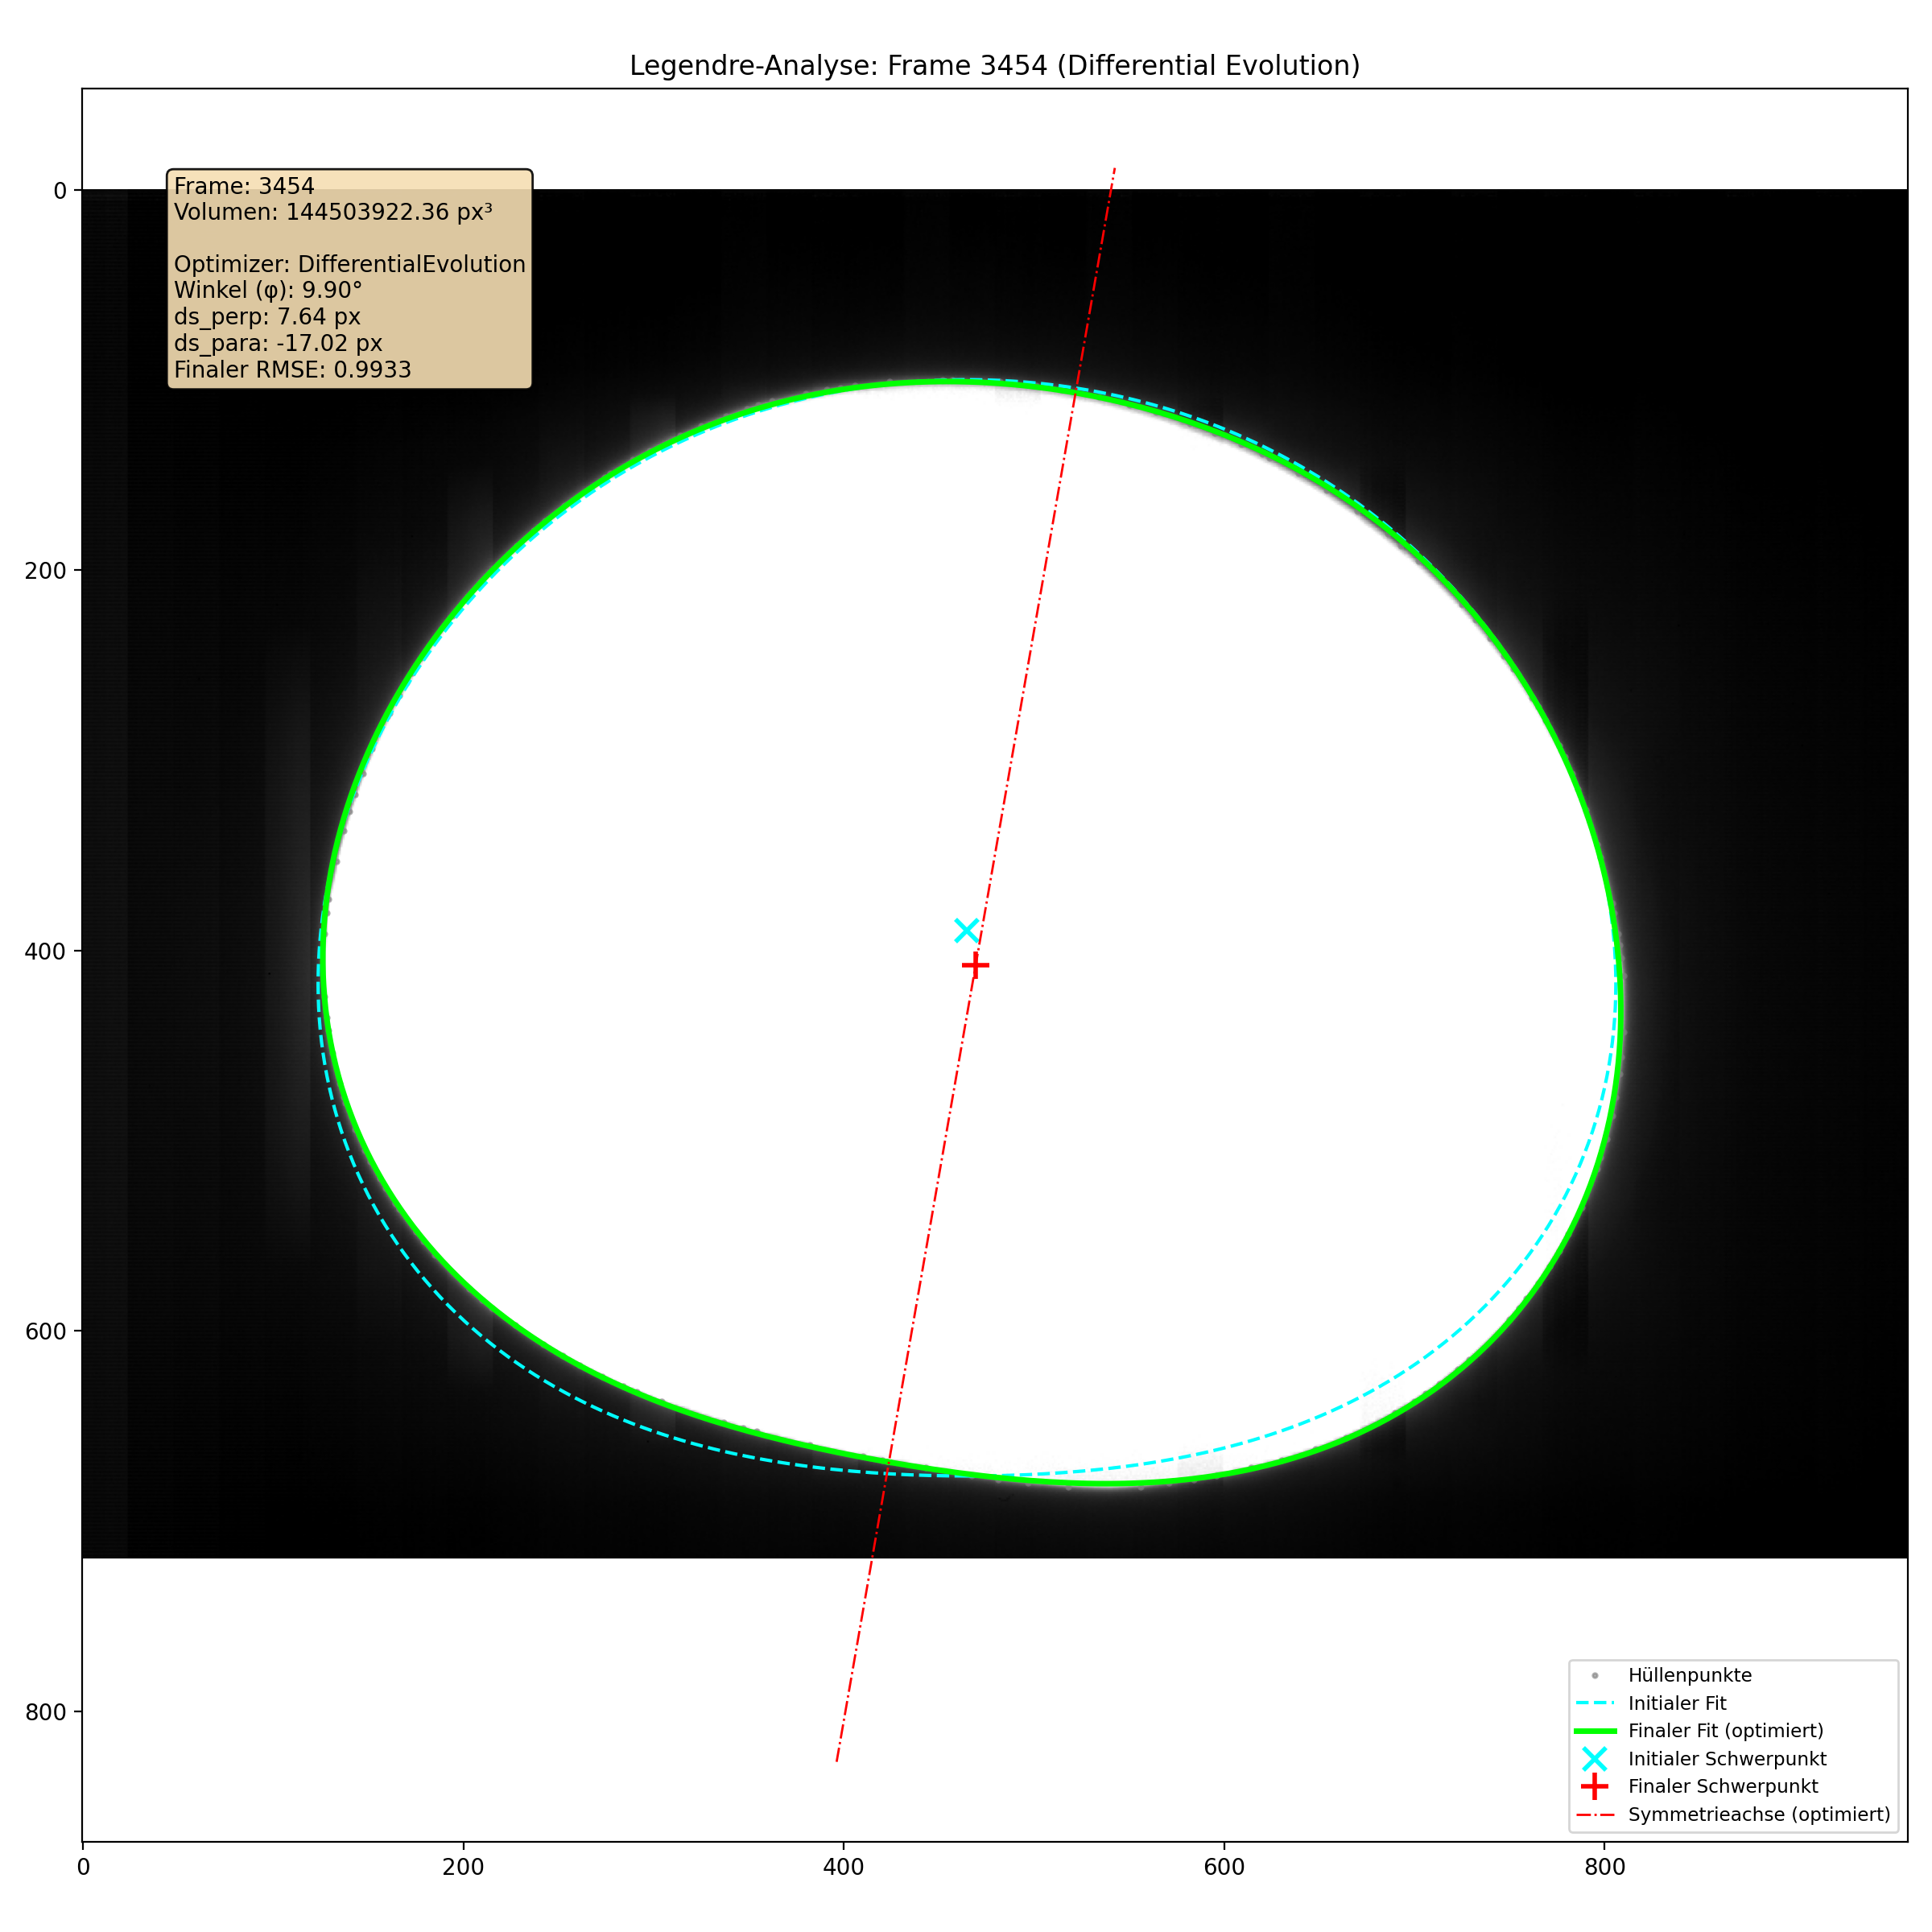 Legendre-Analyse: Frame 3454 (Differential Evolution)
Frame: 3454
Volumen: 144503922.36 px³
Optimizer: DifferentialEvolution
Winkel (φ): 9.90°
ds_perp: 7.64 px
ds_para: -17.02 px
Finaler RMSE: 0.9933
0
200
400
600
800
Hüllenpunkte
Initialer Fit
Finaler Fit (optimiert)
Initialer Schwerpunkt
Finaler Schwerpunkt
Symmetrieachse (optimiert)
0 200 400 600 800